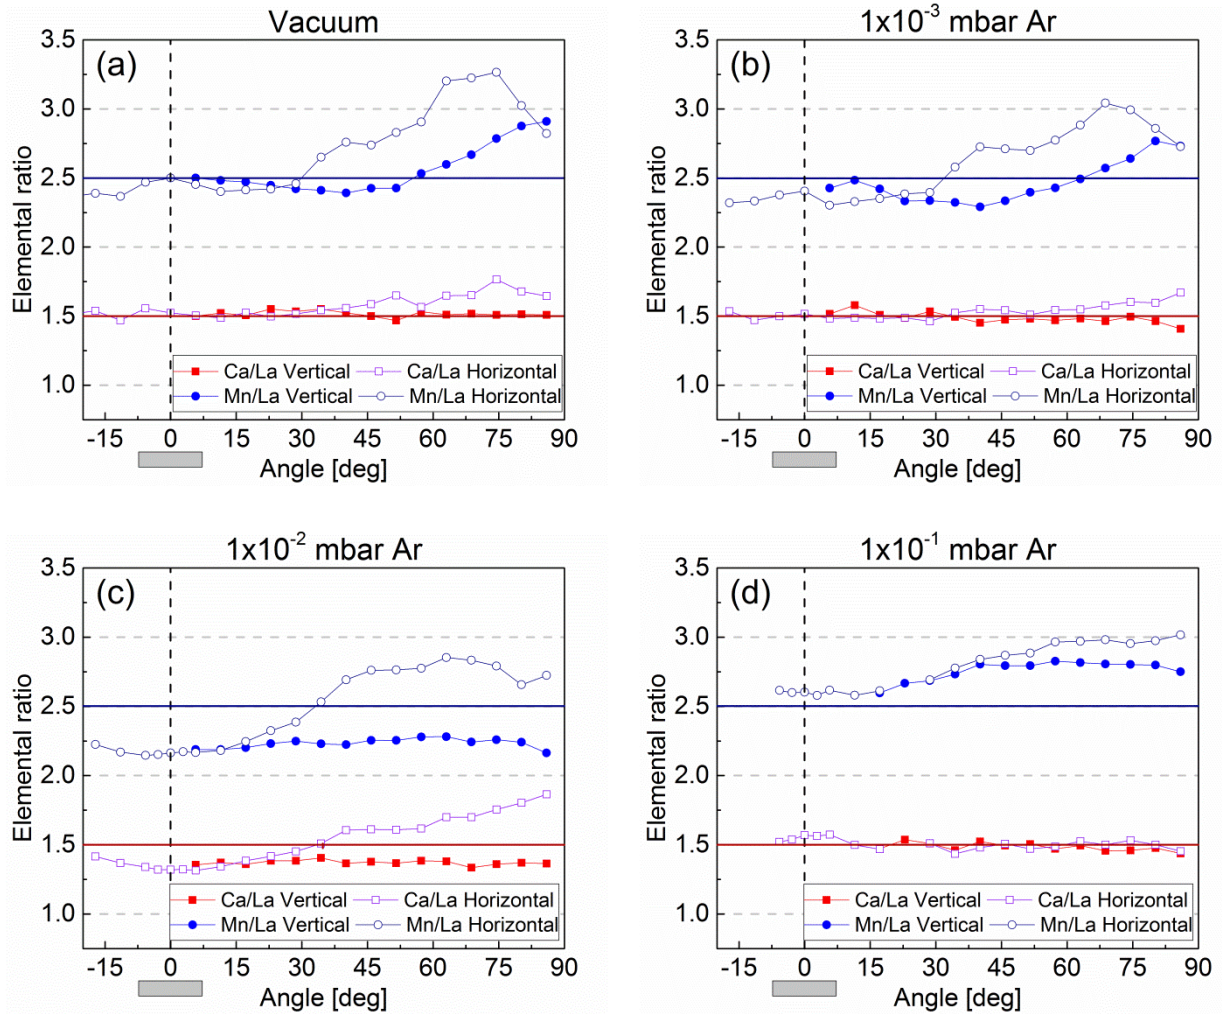 Vacuum
(a)
Elemental ratio
3.5
3.0
2.5
2.0
1.5
1.0
Ca/La Vertical
Ca/La Horizontal
Mn/La Vertical
Mn/La Horizontal
-15 0 15 30 45 60 75 90
Angle [deg]
1x10⁻³ mbar Ar
(b)
Elemental ratio
3.5
3.0
2.5
2.0
1.5
1.0
Ca/La Vertical
Ca/La Horizontal
Mn/La Vertical
Mn/La Horizontal
-15 0 15 30 45 60 75 90
Angle [deg]
1x10⁻² mbar Ar
(c)
Elemental ratio
3.5
3.0
2.5
2.0
1.5
1.0
Ca/La Vertical
Ca/La Horizontal
Mn/La Vertical
Mn/La Horizontal
-15 0 15 30 45 60 75 90
Angle [deg]
1x10⁻¹ mbar Ar
(d)
Elemental ratio
3.5
3.0
2.5
2.0
1.5
1.0
Ca/La Vertical
Ca/La Horizontal
Mn/La Vertical
Mn/La Horizontal
-15 0 15 30 45 60 75 90
Angle [deg]